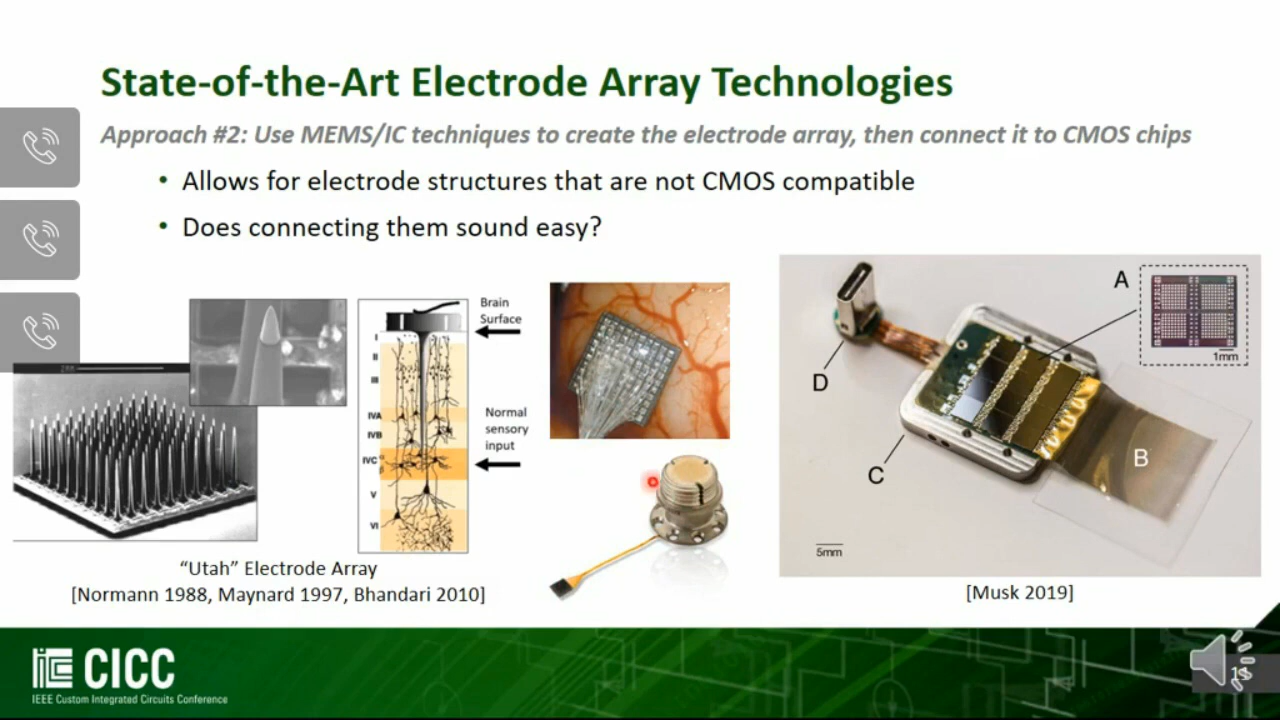 State-of-the-Art Electrode Array Technologies
Approach #2: Use MEMS/IC techniques to create the electrode array, then connect it to CMOS chips
• Allows for electrode structures that are not CMOS compatible
• Does connecting them sound easy?
Brain
Surface
I
II
III
IVA
IVB
IVC
V
VI
Normal
sensory
input
A
1mm
D
C
B
5mm
"Utah" Electrode Array
[Normann 1988, Maynard 1997, Bhandari 2010]
[Musk 2019]
CICC
IEEE Custom Integrated Circuits Conference